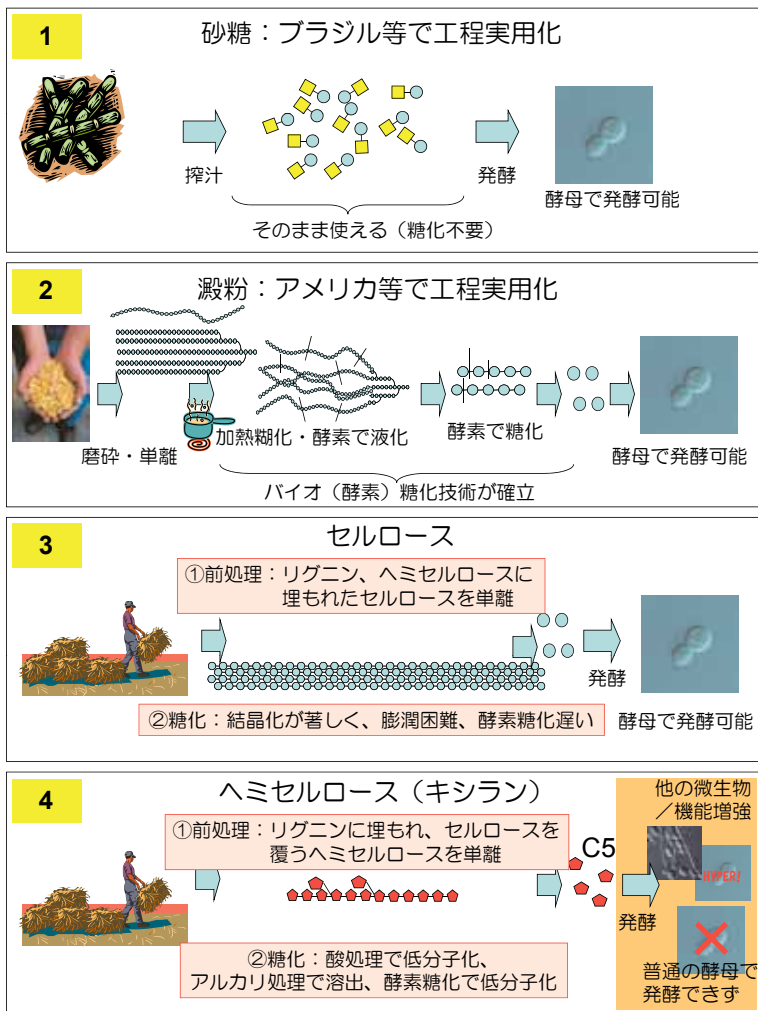 1
砂糖：ブラジル等で工程実用化
搾汁
発酵
酵母で発酵可能
そのまま使える（糖化不要）
2
澱粉：アメリカ等で工程実用化
磨砕・単離
加熱糊化・酵素で液化
酵素で糖化
酵母で発酵可能
バイオ（酵素）糖化技術が確立
3
セルロース
①前処理：リグニン、ヘミセルロースに
埋もれたセルロースを単離
発酵
②糖化：結晶化が著しく、膨潤困難、酵素糖化遅い
酵母で発酵可能
4
ヘミセルロース（キシラン）
①前処理：リグニンに埋もれ、セルロースを
覆うヘミセルロースを単離
C5
他の微生物
／機能増強
HYPER!
発酵
②糖化：酸処理で低分子化、
アルカリ処理で溶出、酵素糖化で低分子化
普通の酵母で
発酵できず